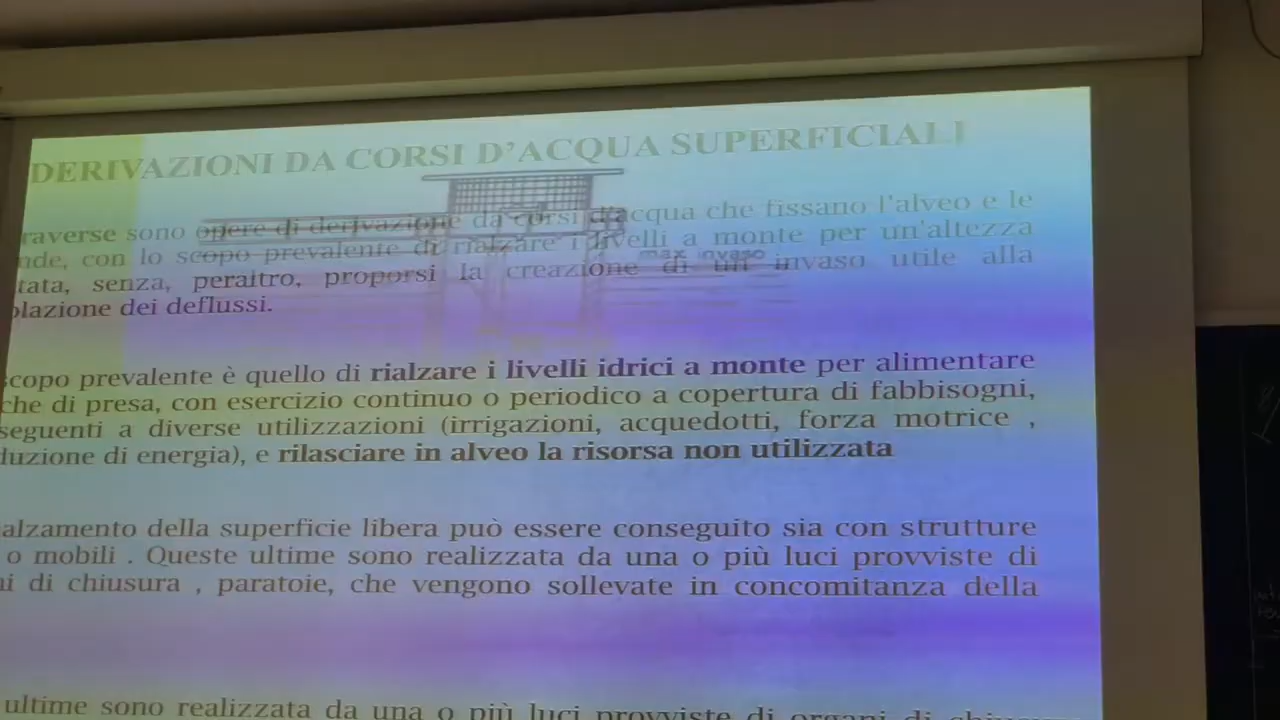 DERIVAZIONI DA CORSI D'ACQUA SUPERFICIALI
raverse sono opere di derivazione da corsi d'acqua che fissano l'alveo e le
nde, con lo scopo prevalente di rialzare i livelli a monte per un'altezza
max invaso
tata, senza, peraltro, proporsi la creazione di un invaso utile alla
olazione dei deflussi.
scopo prevalente è quello di rialzare i livelli idrici a monte per alimentare
che di presa, con esercizio continuo o periodico a copertura di fabbisogni,
seguenti a diverse utilizzazioni (irrigazioni, acquedotti, forza motrice ,
duzione di energia), e rilasciare in alveo la risorsa non utilizzata
alzamento della superficie libera può essere conseguito sia con strutture
o mobili . Queste ultime sono realizzata da una o più luci provviste di
ni di chiusura , paratoie, che vengono sollevate in concomitanza della
ultime sono realizzata da una o più luci provviste di organi di